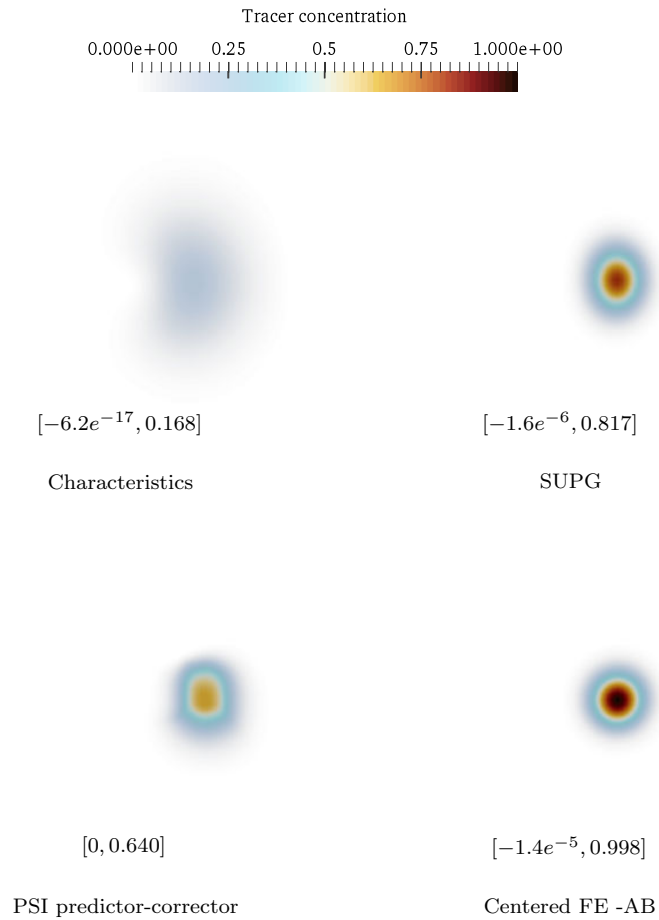 Tracer concentration
0.000e+00 0.25 0.5 0.75 1.000e+00
[−6.2e⁻¹⁷, 0.168] [−1.6e⁻⁶, 0.817]
Characteristics SUPG
[0, 0.640] [−1.4e⁻⁵, 0.998]
PSI predictor-corrector Centered FE -AB